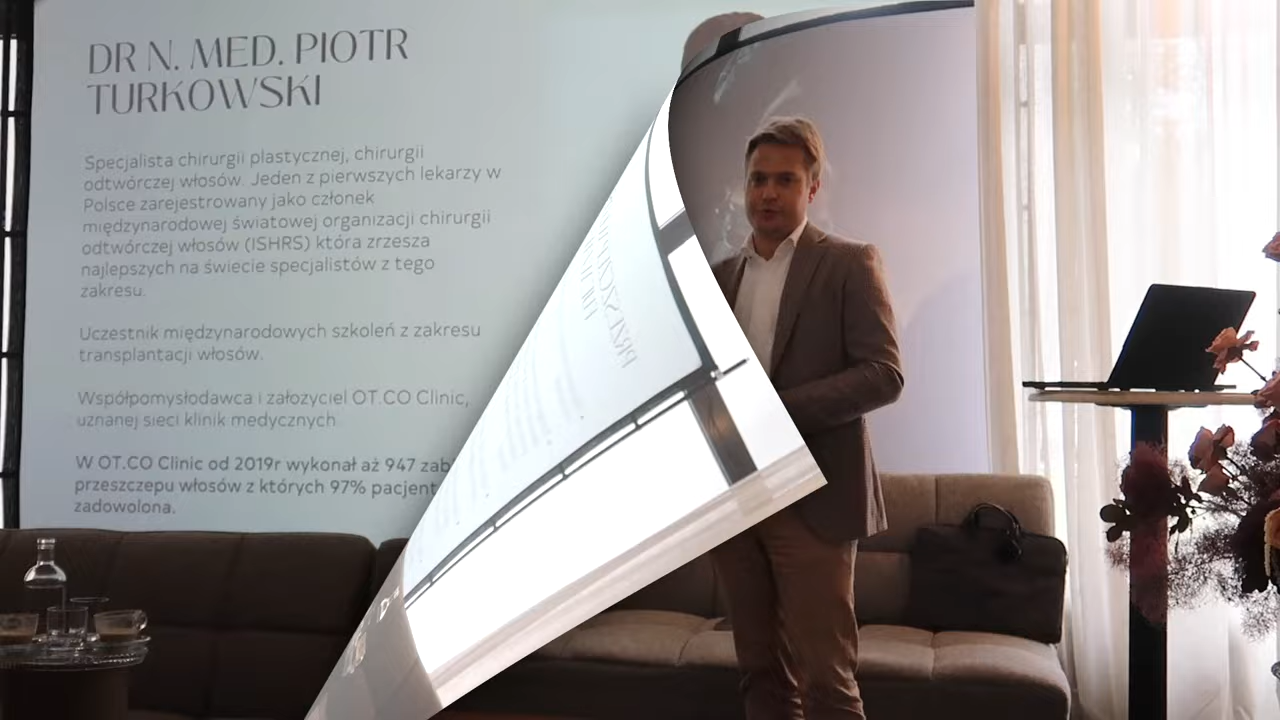 DR N. MED. PIOTR
TURKOWSKI
Specjalista chirurgii plastycznej, chirurgii
odtwórczej włosów. Jeden z pierwszych lekarzy w
Polsce zarejestrowany jako członek
międzynarodowej światowej organizacji chirurgii
odtwórczej włosów (ISHRS) która zrzesza
najlepszych na świecie specjalistów z tego
zakresu.
Uczestnik międzynarodowych szkoleń z zakresu
transplantacji włosów.
Współpomysłodawca i założyciel OT.CO Clinic,
uznanej sieci klinik medycznych
W OT.CO Clinic od 2019r wykonał aż 947
przeszczepu włosów z których 97%
zadowolona.